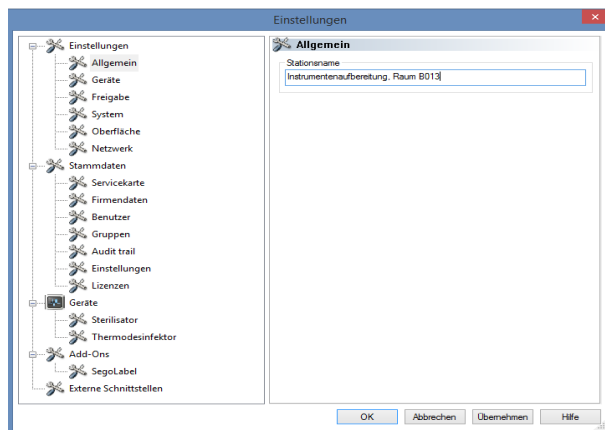 Einstellungen
Einstellungen
Allgemein
Geräte
Freigabe
System
Oberfläche
Netzwerk
Stammdaten
Servicekarte
Firmendaten
Benutzer
Gruppen
Audit trail
Einstellungen
Lizenzen
Geräte
Sterilisator
Thermodesinfektor
Add-Ons
SegoLabel
Externe Schnittstellen
Allgemein
Stationsname
Instrumentenaufbereitung, Raum B013
OK Abbrechen Übernehmen Hilfe